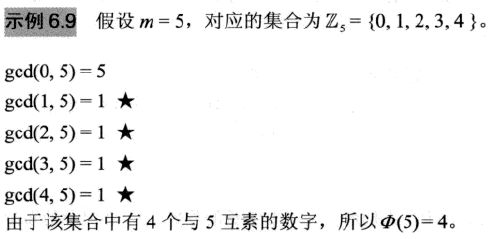 示例 6.9 假设 m = 5，对应的集合为 ℤ₅ = {0, 1, 2, 3, 4 }。
gcd(0, 5) = 5
gcd(1, 5) = 1 ★
gcd(2, 5) = 1 ★
gcd(3, 5) = 1 ★
gcd(4, 5) = 1 ★
由于该集合中有 4 个与 5 互素的数字，所以 Φ(5) = 4。